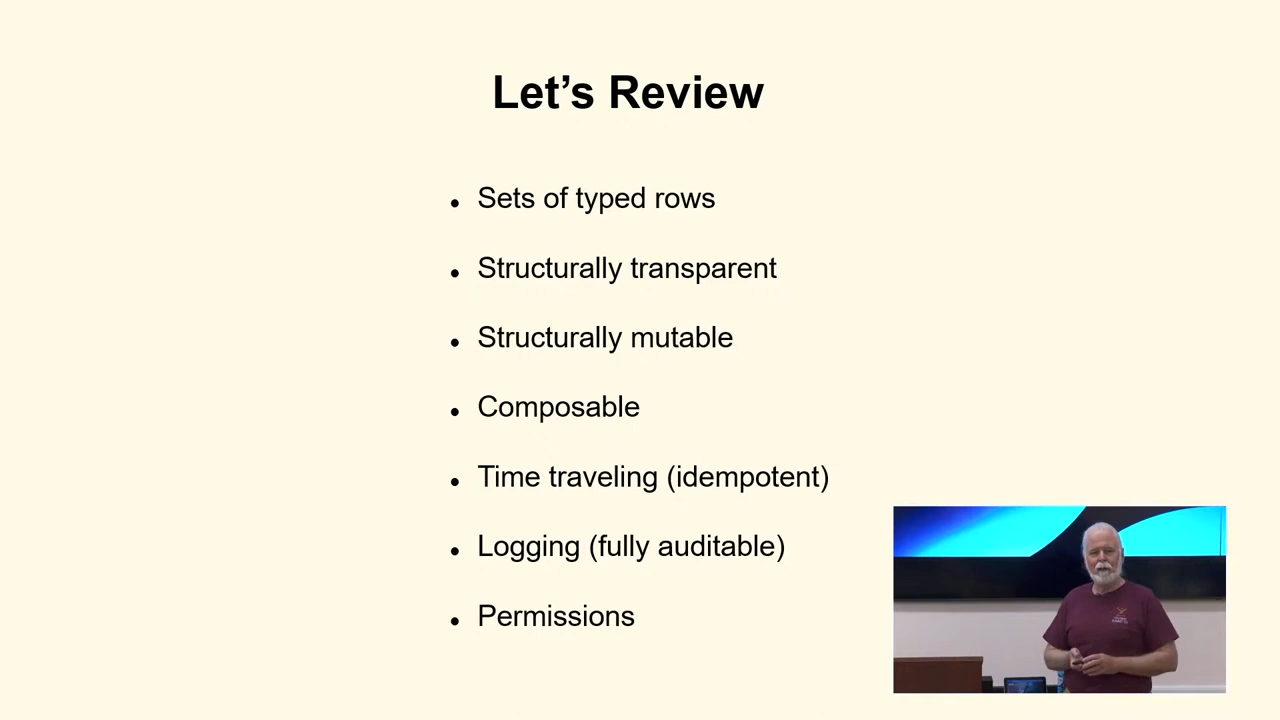 Let’s Review
• Sets of typed rows
• Structurally transparent
• Structurally mutable
• Composable
• Time traveling (idempotent)
• Logging (fully auditable)
• Permissions